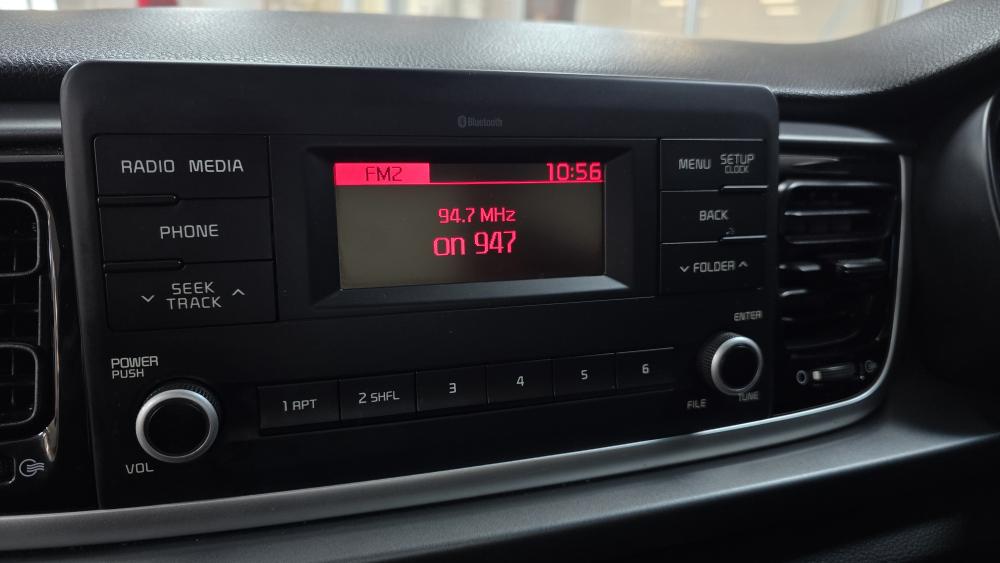 Bluetooth
RADIO MEDIA
PHONE
SEEK
TRACK
FM2 10:56
94.7 MHz
on 947
MENU SETUP
CLOCK
BACK
FOLDER
POWER
PUSH
VOL
1 RPT
2 SHFL
3
4
5
6
ENTER
FILE
TUNE